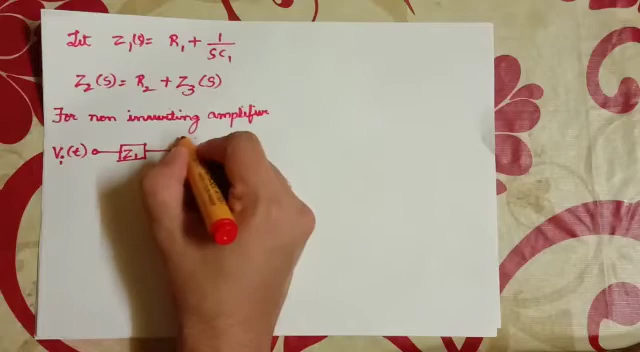 Let Z₁(s) = R₁ + 1/SC₁
Z₂(s) = R₂ + Z₃(s)
For non inverting amplifier
Vᵢ(t) Z₁